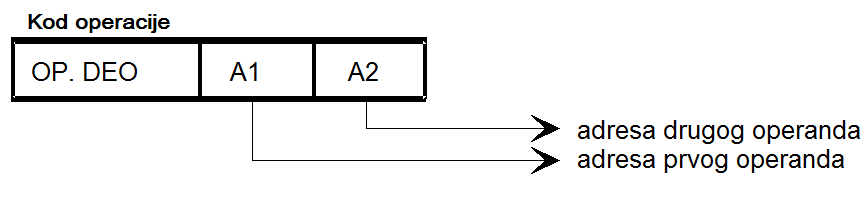 Kod operacije
OP. DEO A1 A2
adresa drugog operanda
adresa prvog operanda